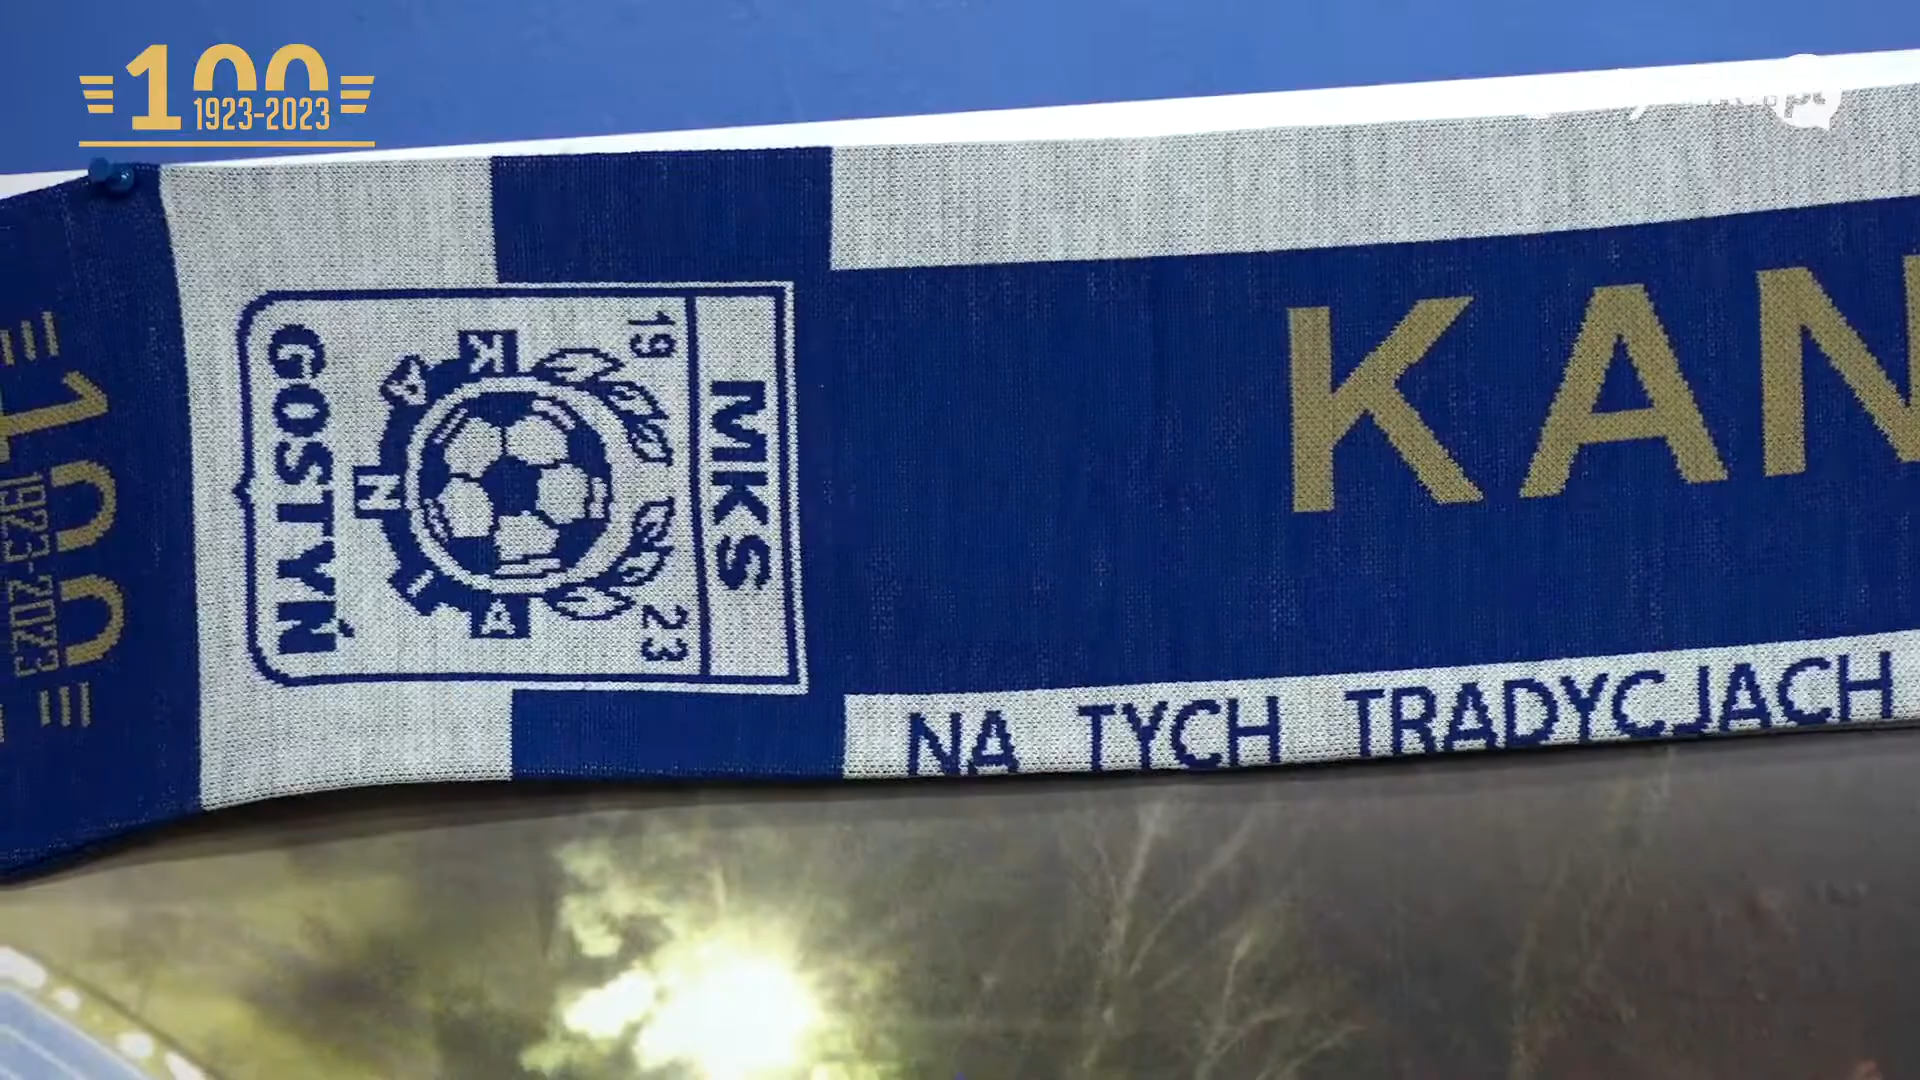 100
1923-2023
100
1923-2023
MKS
19 23
KANIA
GOSTYŃ
KAN
NA TYCH TRADYCJACH